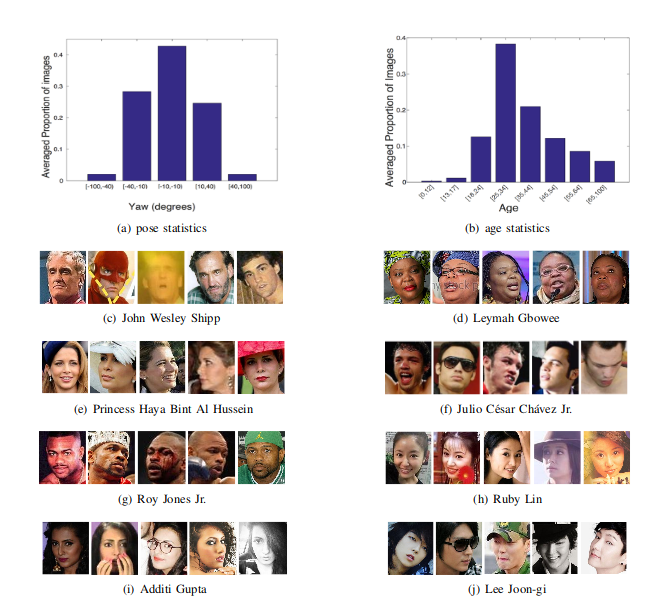 Averaged Proportion of images
0.4
0.3
0.2
0.1
0
[-100,-40) [-40,-10) [-10,10) [10,40) [40,100)
Yaw (degrees)
(a) pose statistics
Averaged Proportion of Images
0.4
0.3
0.2
0.1
0
[0,12] [13,17] [18,24] [25,34] [35,44] [45,54] [55,64] [65,100]
Age
(b) age statistics
(c) John Wesley Shipp
(d) Leymah Gbowee
(e) Princess Haya Bint Al Hussein
(f) Julio César Chávez Jr.
(g) Roy Jones Jr.
(h) Ruby Lin
(i) Additi Gupta
(j) Lee Joon-gi